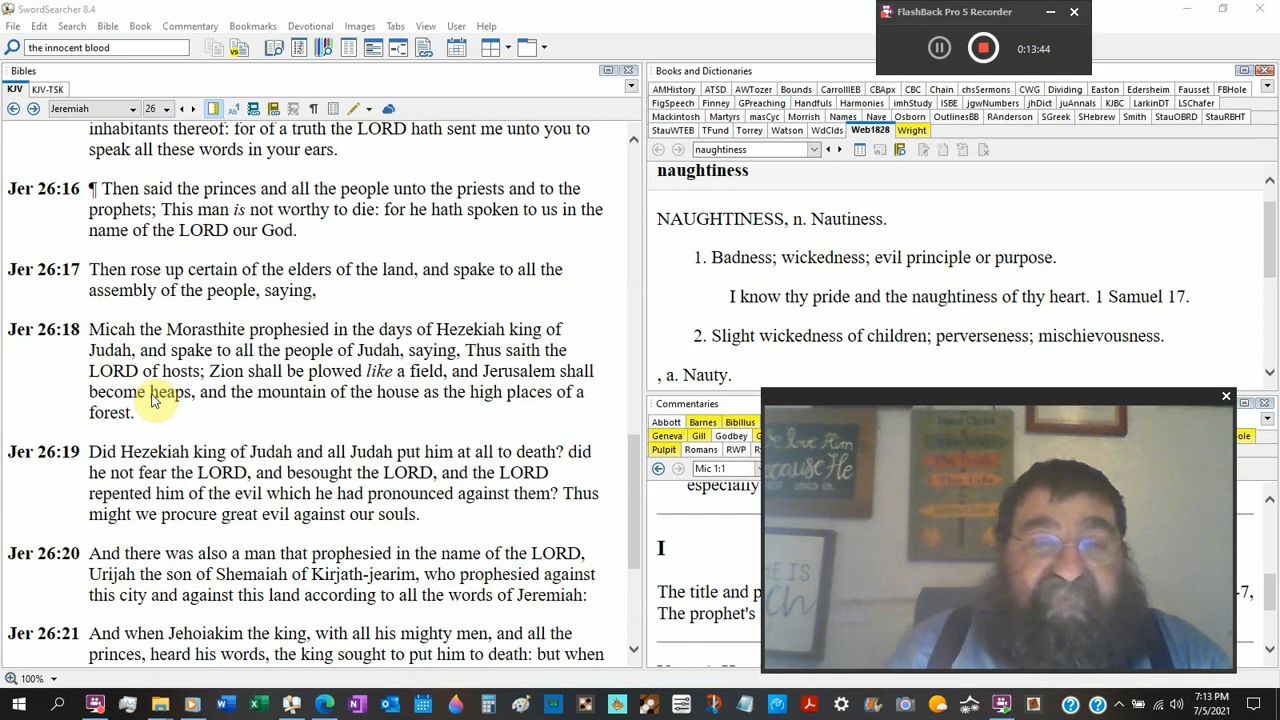 SwordSearcher 8.4
File Edit Search Bible Book Commentary Bookmarks Devotional Images Tabs View User Help
the innocent blood
Bibles
KJV KJV-TSK
Jeremiah 26
inhabitants thereof: for of a truth the LORD hath sent me unto you to
speak all these words in your ears.
Jer 26:16 ¶ Then said the princes and all the people unto the priests and to the
prophets; This man is not worthy to die: for he hath spoken to us in the
name of the LORD our God.
Jer 26:17 Then rose up certain of the elders of the land, and spake to all the
assembly of the people, saying,
Jer 26:18 Micah the Morasthite prophesied in the days of Hezekiah king of
Judah, and spake to all the people of Judah, saying, Thus saith the
LORD of hosts; Zion shall be plowed like a field, and Jerusalem shall
become heaps, and the mountain of the house as the high places of a
forest.
Jer 26:19 Did Hezekiah king of Judah and all Judah put him at all to death? did
he not fear the LORD, and besought the LORD, and the LORD
repented him of the evil which he had pronounced against them? Thus
might we procure great evil against our souls.
Jer 26:20 And there was also a man that prophesied in the name of the LORD,
Urijah the son of Shemaiah of Kirjath-jearim, who prophesied against
this city and against this land according to all the words of Jeremiah:
Jer 26:21 And when Jehoiakim the king, with all his mighty men, and all the
princes, heard his words, the king sought to put him to death: but when
100%
FlashBack Pro 5 Recorder
0:13:44
Books and Dictionaries
AMHistory ATSD AWTozer Bounds CarrollIEB CBApx CBC Chain chsSermons CWG Dividing Easton Edersheim Fausset FBHole
FigSpeech Finney GPreaching Handfuls Harmonies imhStudy ISBE jgwNumbers jhDict juAnnals KJBC LarkinDT LSChafer
Mackintosh Martyrs masCyc Morrish Names Nave Osborn OutlinesBB RAnderson SGreek SHebrew Smith StauOBRD StauRBHT
StauWTEB TFund Torrey Watson WdClds Web1828 Wright
naughtiness
naughtiness
NAUGHTINESS, n. Nautiness.
1. Badness; wickedness; evil principle or purpose.
I know thy pride and the naughtiness of thy heart. 1 Samuel 17.
2. Slight wickedness of children; perverseness; mischievousness.
, a. Nauty.
Commentaries
Abbott Barnes BibIllus
Geneva Gill Godbey
Pulpit Romans RWP
Mic 1:1
especially
I
The title and
The prophet's
-7,
7:13 PM
7/5/2021